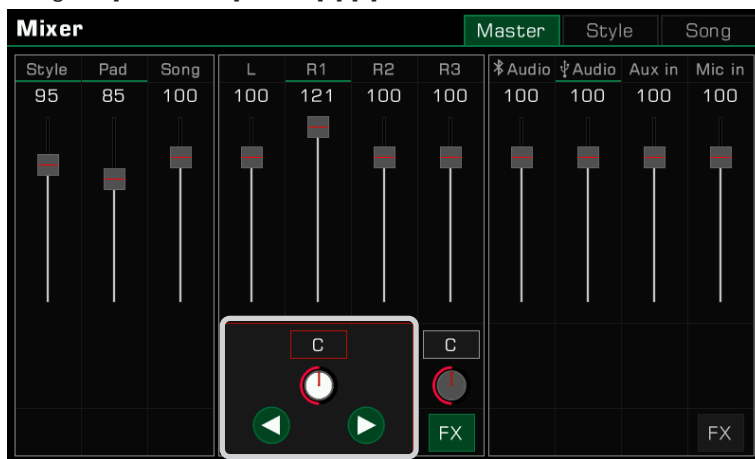 Mixer Master Style Song
Style Pad Song L R1 R2 R3 Audio Audio Aux in Mic in
95 85 100 100 121 100 100 100 100 100 100
C C
FX FX